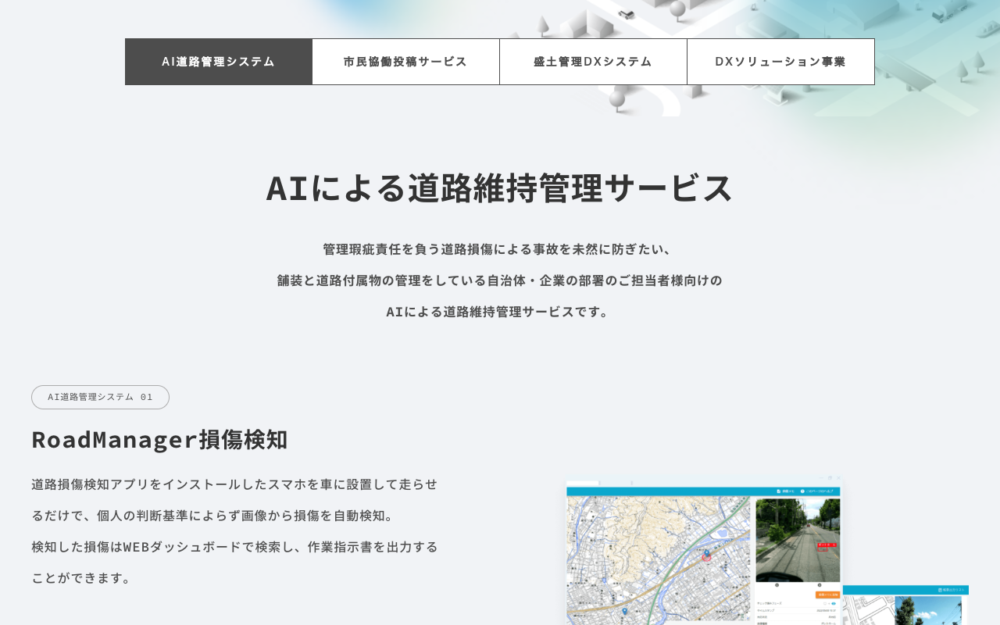 AI道路管理システム
市民協働投稿サービス
盛土管理DXシステム
DXソリューション事業
AIによる道路維持管理サービス
管理瑕疵責任を負う道路損傷による事故を未然に防ぎたい、
舗装と道路付属物の管理をしている自治体・企業の部署のご担当者様向けの
AIによる道路維持管理サービスです。
AI道路管理システム 01
RoadManager損傷検知
道路損傷検知アプリをインストールしたスマホを車に設置して走らせ
るだけで、個人の判断基準によらず画像から損傷を自動検知。
検知した損傷はWEBダッシュボードで検索し、作業指示書を出力する
ことができます。